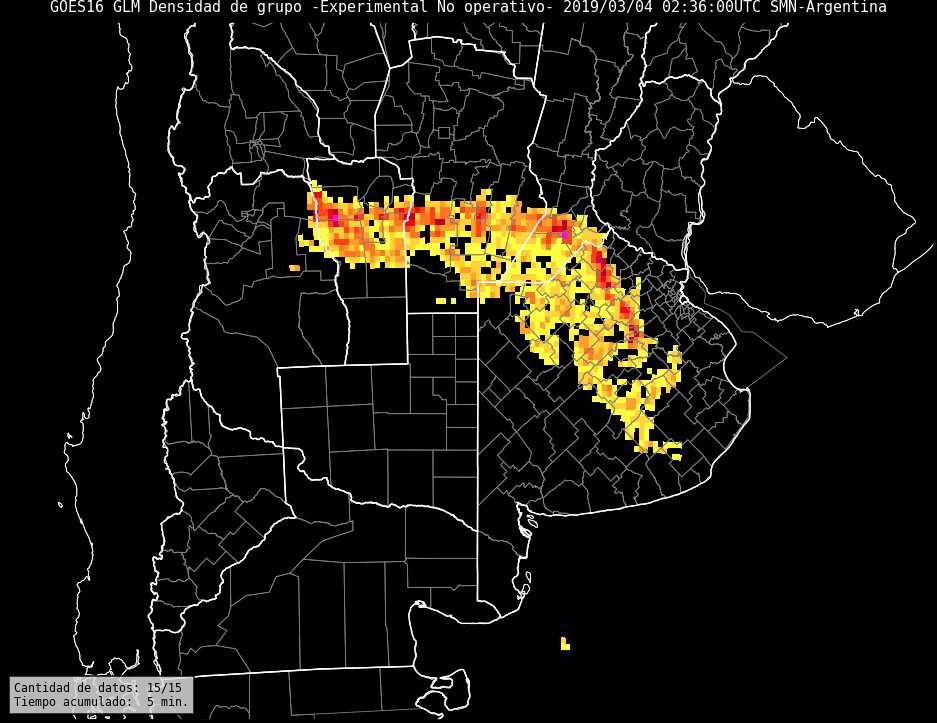 GOES16 GLM Densidad de grupo -Experimental No operativo- 2019/03/04 02:36:00UTC SMN-Argentina
Cantidad de datos: 15/15
Tiempo acumulado:  5 min.